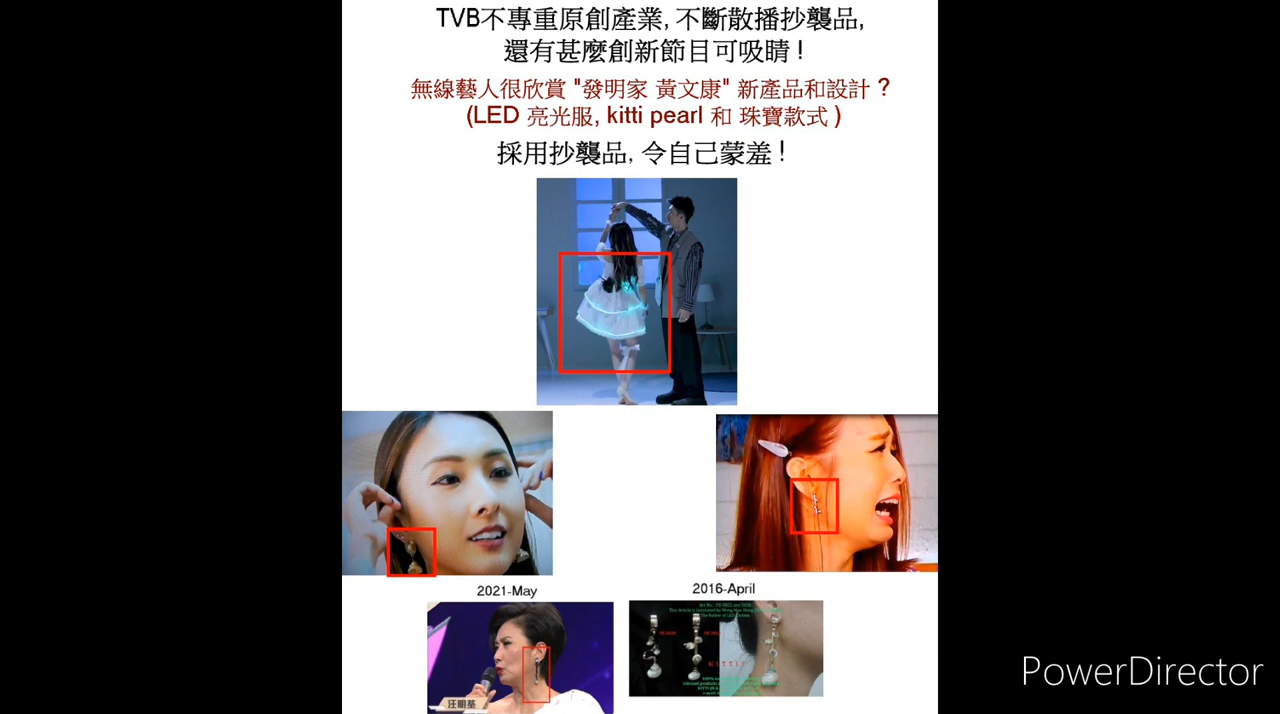 TVB不專重原創產業, 不斷散播抄襲品,
還有甚麼創新節目可吸睛 !
無線藝人很欣賞 "發明家 黃文康" 新產品和設計 ?
(LED 亮光服, kitti pearl 和 珠寶款式 )
採用抄襲品, 令自己蒙羞 !
2021-May
2016-April
汪明荃
KITTI
PowerDirector